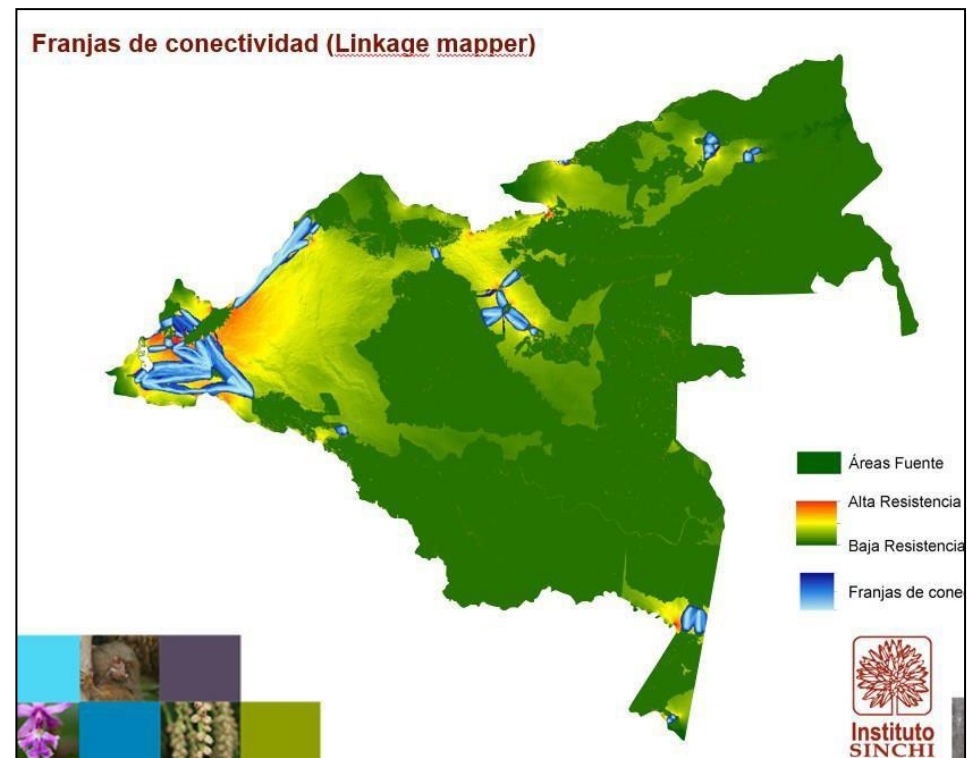 Franjas de conectividad (Linkage mapper)
Áreas Fuente
Alta Resistencia
Baja Resistencia
Franjas de cone
Instituto
SINCHI